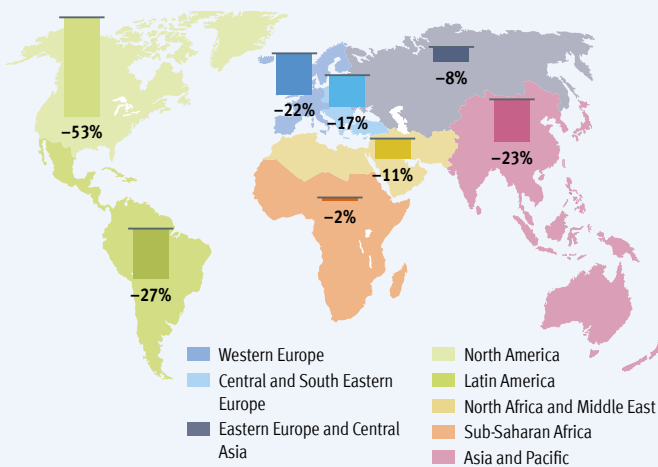 −53%
−22%
−17%
−8%
−23%
−11%
−2%
−27%
Western Europe
Central and South Eastern
Europe
Eastern Europe and Central
Asia
North America
Latin America
North Africa and Middle East
Sub-Saharan Africa
Asia and Pacific